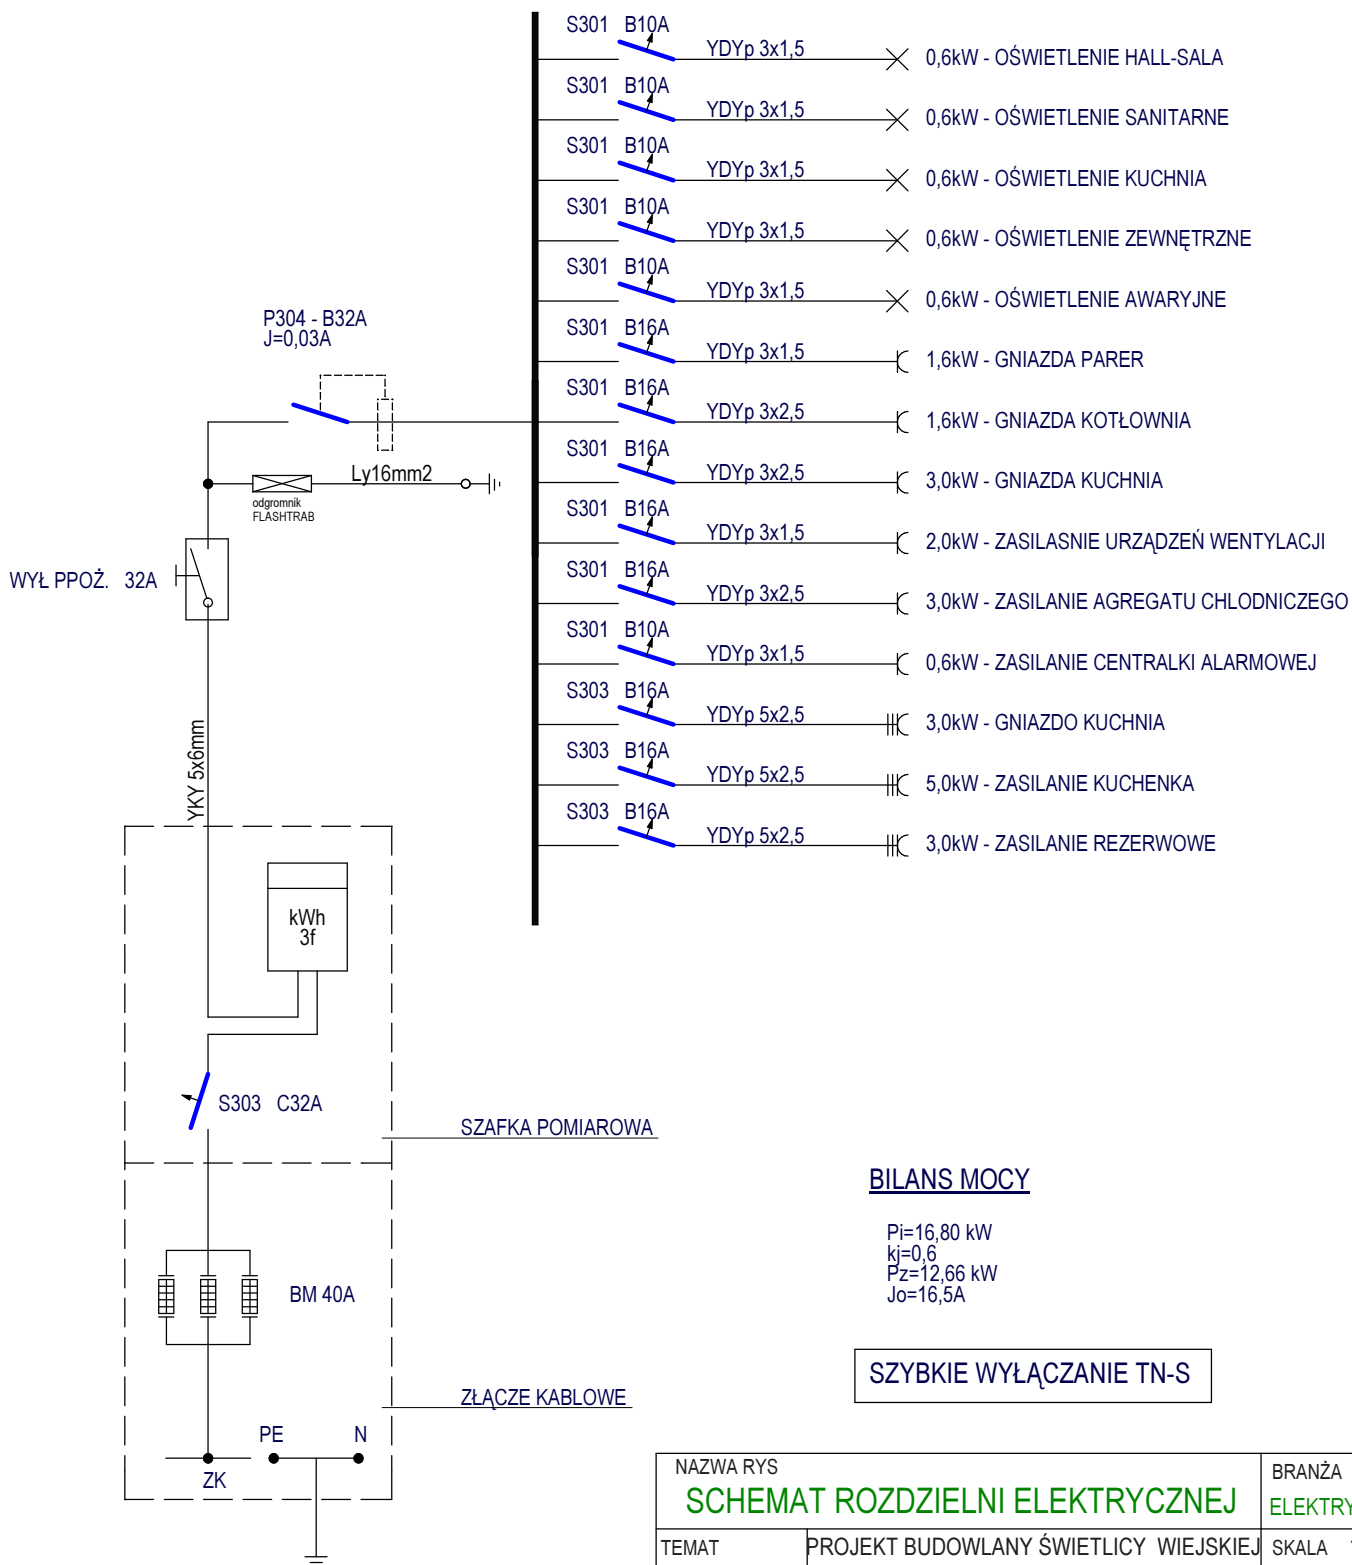 S301 B10A
YDYp 3x1,5
0,6kW - OŚWIETLENIE HALL-SALA
S301 B10A
YDYp 3x1,5
0,6kW - OŚWIETLENIE SANITARNE
S301 B10A
YDYp 3x1,5
0,6kW - OŚWIETLENIE KUCHNIA
S301 B10A
YDYp 3x1,5
0,6kW - OŚWIETLENIE ZEWNĘTRZNE
S301 B10A
YDYp 3x1,5
0,6kW - OŚWIETLENIE AWARYJNE
S301 B16A
YDYp 3x1,5
1,6kW - GNIAZDA PARER
S301 B16A
YDYp 3x2,5
1,6kW - GNIAZDA KOTŁOWNIA
S301 B16A
YDYp 3x2,5
3,0kW - GNIAZDA KUCHNIA
S301 B16A
YDYp 3x1,5
2,0kW - ZASILASNIE URZĄDZEŃ WENTYLACJI
S301 B16A
YDYp 3x2,5
3,0kW - ZASILANIE AGREGATU CHLODNICZEGO
S301 B10A
YDYp 3x1,5
0,6kW - ZASILANIE CENTRALKI ALARMOWEJ
S303 B16A
YDYp 5x2,5
3,0kW - GNIAZDO KUCHNIA
S303 B16A
YDYp 5x2,5
5,0kW - ZASILANIE KUCHENKA
S303 B16A
YDYp 5x2,5
3,0kW - ZASILANIE REZERWOWE
P304 - B32A
J=0,03A
Ly16mm2
odgromnik
FLASHTRAB
WYŁ PPOŻ. 32A
YKY 5x6mm
kWh
3f
S303 C32A
SZAFKA POMIAROWA
BM 40A
ZŁĄCZE KABLOWE
PE
N
ZK
BILANS MOCY
Pi=16,80 kW
kj=0,6
Pz=12,66 kW
Jo=16,5A
SZYBKIE WYŁĄCZANIE TN-S
NAZWA RYS
SCHEMAT ROZDZIELNI ELEKTRYCZNEJ
BRANŻA
ELEKTRY
TEMAT
PROJEKT BUDOWLANY ŚWIETLICY WIEJSKIEJ
SKALA